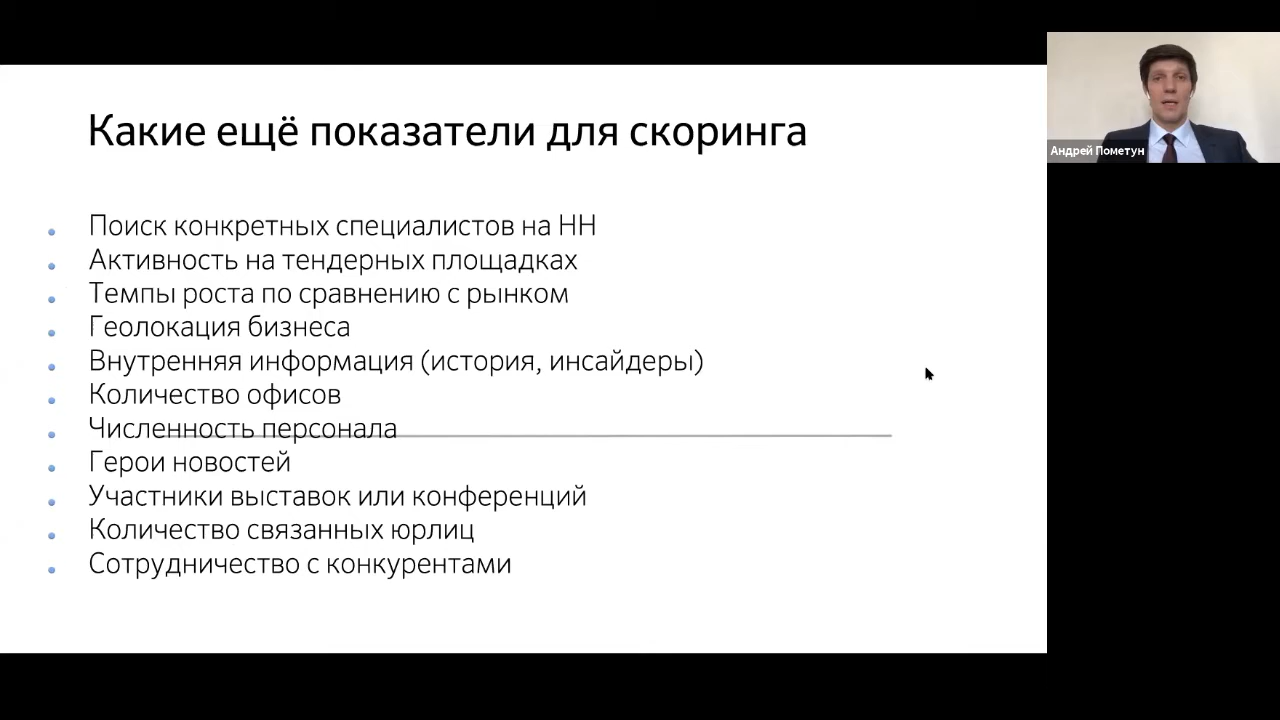 Какие ещё показатели для скоринга
Поиск конкретных специалистов на HH
Активность на тендерных площадках
Темпы роста по сравнению с рынком
Геолокация бизнеса
Внутренняя информация (история, инсайдеры)
Количество офисов
Численность персонала
Герои новостей
Участники выставок или конференций
Количество связанных юрлиц
Сотрудничество с конкурентами
Андрей Пометун